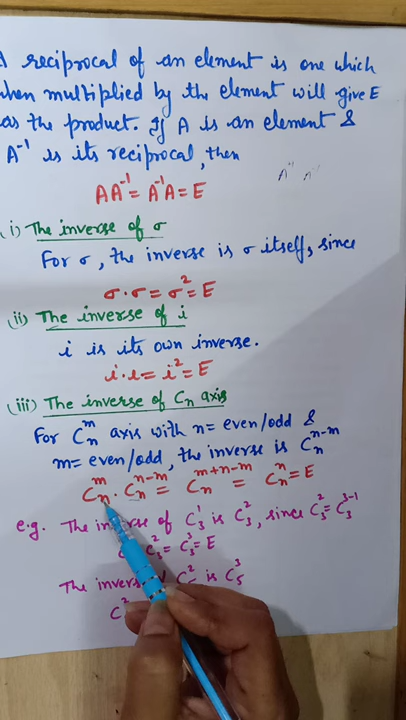 reciprocal of an element is one which
when multiplied by the element will give E
as the product. If A is an element &
A⁻¹ is its reciprocal, then
A⁻¹ A⁻¹
AA⁻¹ = A⁻¹A = E
i) The inverse of σ
For σ, the inverse is σ itself, since
σ·σ = σ² = E
(ii) The inverse of i
i is its own inverse.
i·i = i² = E
(iii) The inverse of Cₙ axis
For Cₙᵐ axis with n = even/odd &
m = even/odd, the inverse is Cₙⁿ⁻ᵐ
Cₙᵐ · Cₙⁿ⁻ᵐ = Cₙᵐ⁺ⁿ⁻ᵐ = Cₙⁿ = E
e.g. The inverse of C₃¹ is C₃², since C₃² = C₃³⁻¹
C₃² = C₃³ = E
The is C₅³
C²